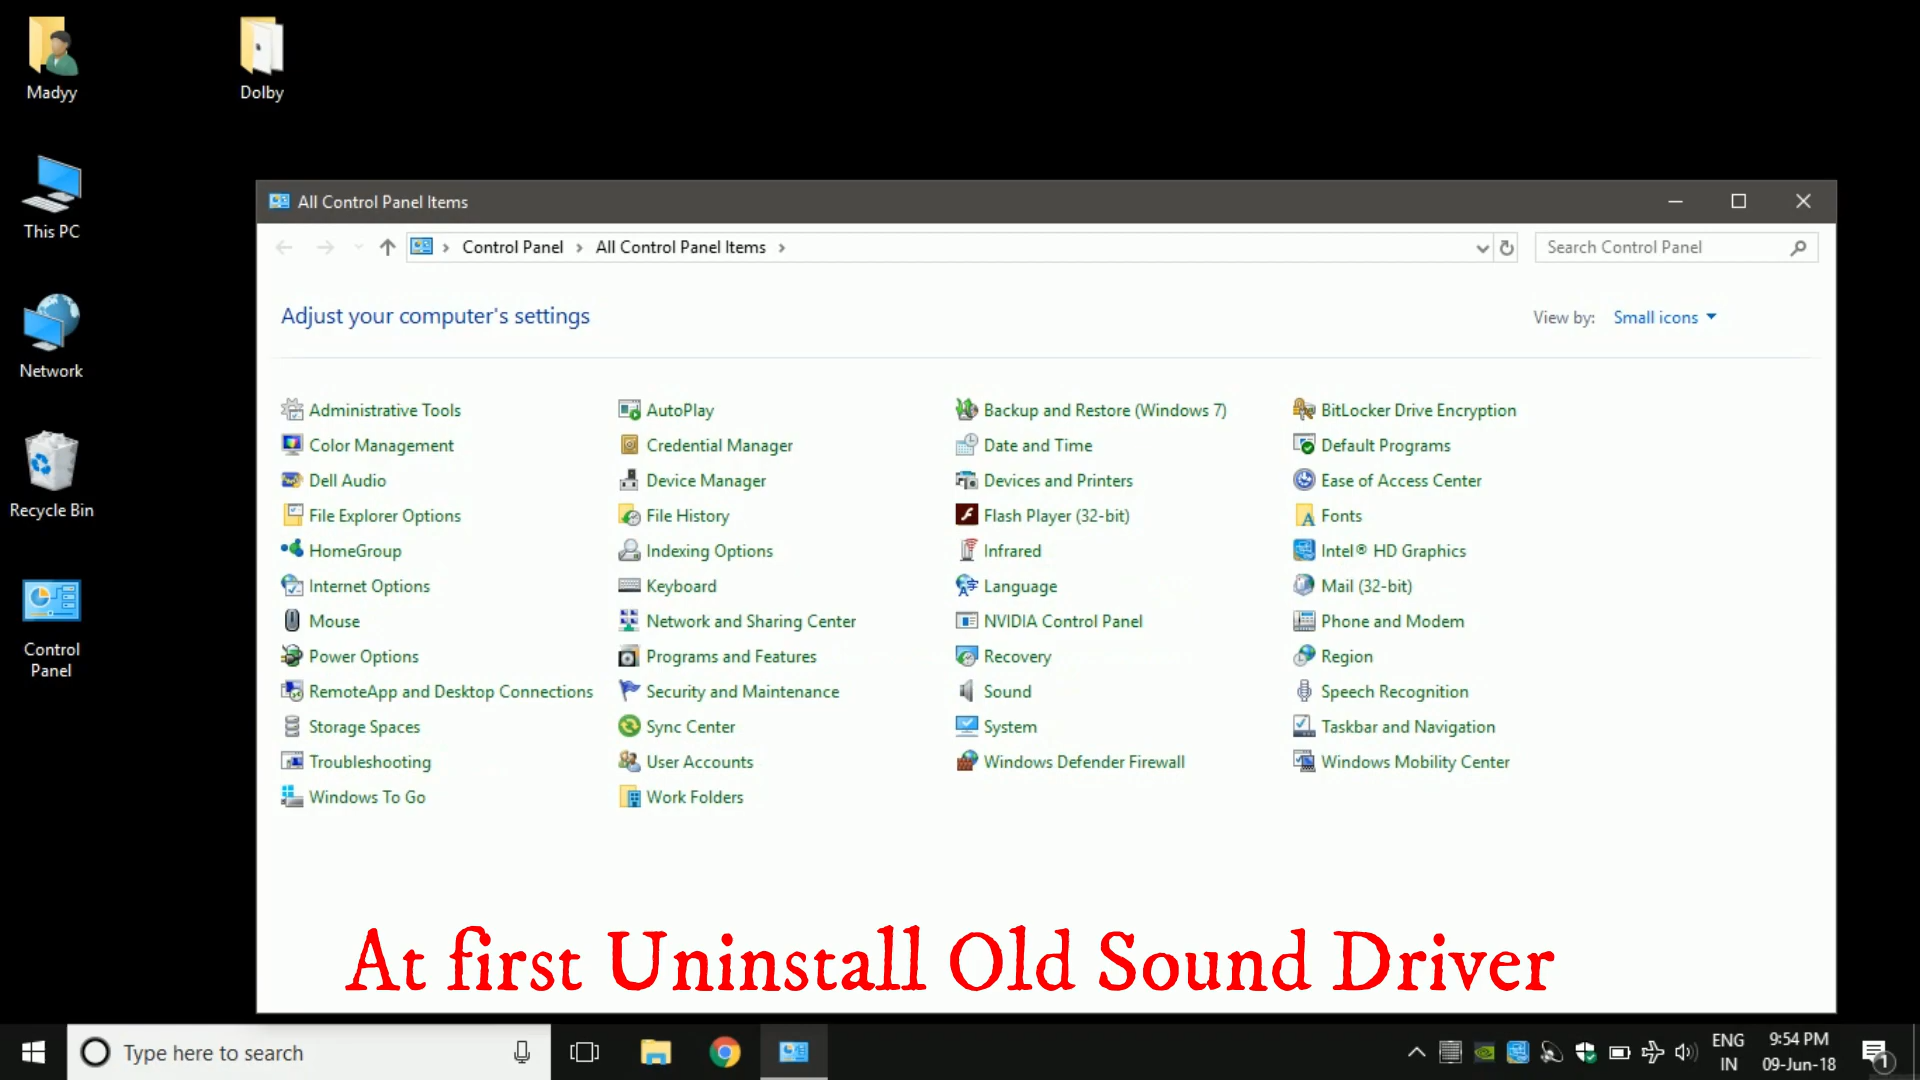 Madyy
Dolby
This PC
Network
Recycle Bin
Control
Panel
All Control Panel Items
Control Panel
All Control Panel Items
Search Control Panel
Adjust your computer's settings
View by: Small icons
Administrative Tools
AutoPlay
Backup and Restore (Windows 7)
BitLocker Drive Encryption
Color Management
Credential Manager
Date and Time
Default Programs
Dell Audio
Device Manager
Devices and Printers
Ease of Access Center
File Explorer Options
File History
Flash Player (32-bit)
Fonts
HomeGroup
Indexing Options
Infrared
Intel® HD Graphics
Internet Options
Keyboard
Language
Mail (32-bit)
Mouse
Network and Sharing Center
NVIDIA Control Panel
Phone and Modem
Power Options
Programs and Features
Recovery
Region
RemoteApp and Desktop Connections
Security and Maintenance
Sound
Speech Recognition
Storage Spaces
Sync Center
System
Taskbar and Navigation
Troubleshooting
User Accounts
Windows Defender Firewall
Windows Mobility Center
Windows To Go
Work Folders
At first Uninstall Old Sound Driver
Type here to search
ENG
IN
9:54 PM
09-Jun-18
1